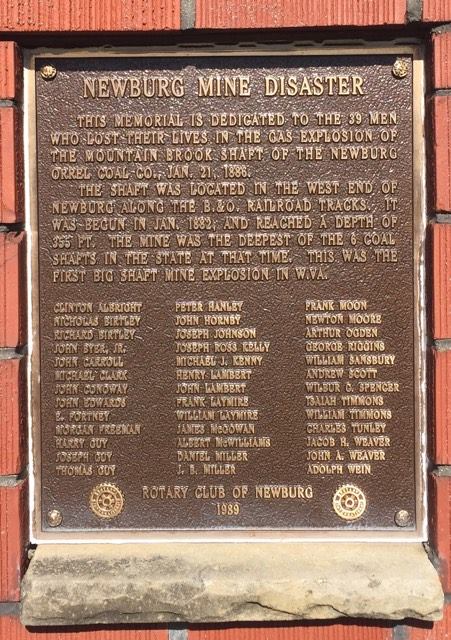 NEWBURG MINE DISASTER
THIS MEMORIAL IS DEDICATED TO THE 39 MEN
WHO LOST THEIR LIVES IN THE GAS EXPLOSION OF
THE MOUNTAIN BROOK SHAFT OF THE NEWBURG
ORREL COAL CO., JAN. 21, 1886.
THE SHAFT WAS LOCATED IN THE WEST END OF
NEWBURG ALONG THE B.&O. RAILROAD TRACKS. IT
WAS BEGUN IN JAN. 1882, AND REACHED A DEPTH OF
355 FT. THE MINE WAS THE DEEPEST OF THE 6 COAL
SHAFTS IN THE STATE AT THAT TIME. THIS WAS THE
FIRST BIG SHAFT MINE EXPLOSION IN W.VA.
CLINTON ALBRIGHT PETER HANLEY FRANK MOON
NICHOLAS BIRTLEY JOHN HORNBY NEWTON MOORE
RICHARD BIRTLEY JOSEPH JOHNSON ARTHUR OGDEN
JOHN BYER, JR. JOSEPH ROSS KELLY GEORGE RIGGINS
JOHN CARROLL MICHAEL J. KENNY WILLIAM SANSBURY
MICHAEL CLARK HENRY LAMBERT ANDREW SCOTT
JOHN CONOWAY JOHN LAMBERT WILBUR C. SPENCER
JOHN EDWARDS FRANK LAYMIRE ISAIAH TIMMONS
E. FORTNEY WILLIAM LAYMIRE WILLIAM TIMMONS
MORGAN FREEMAN JAMES McGOWAN CHARLES TUNLEY
HARRY GUY ALBERT McWILLIAMS JACOB H. WEAVER
JOSEPH GUY DANIEL MILLER JOHN A. WEAVER
THOMAS GUY J. B. MILLER ADOLPH WEIN
ROTARY CLUB OF NEWBURG
1989